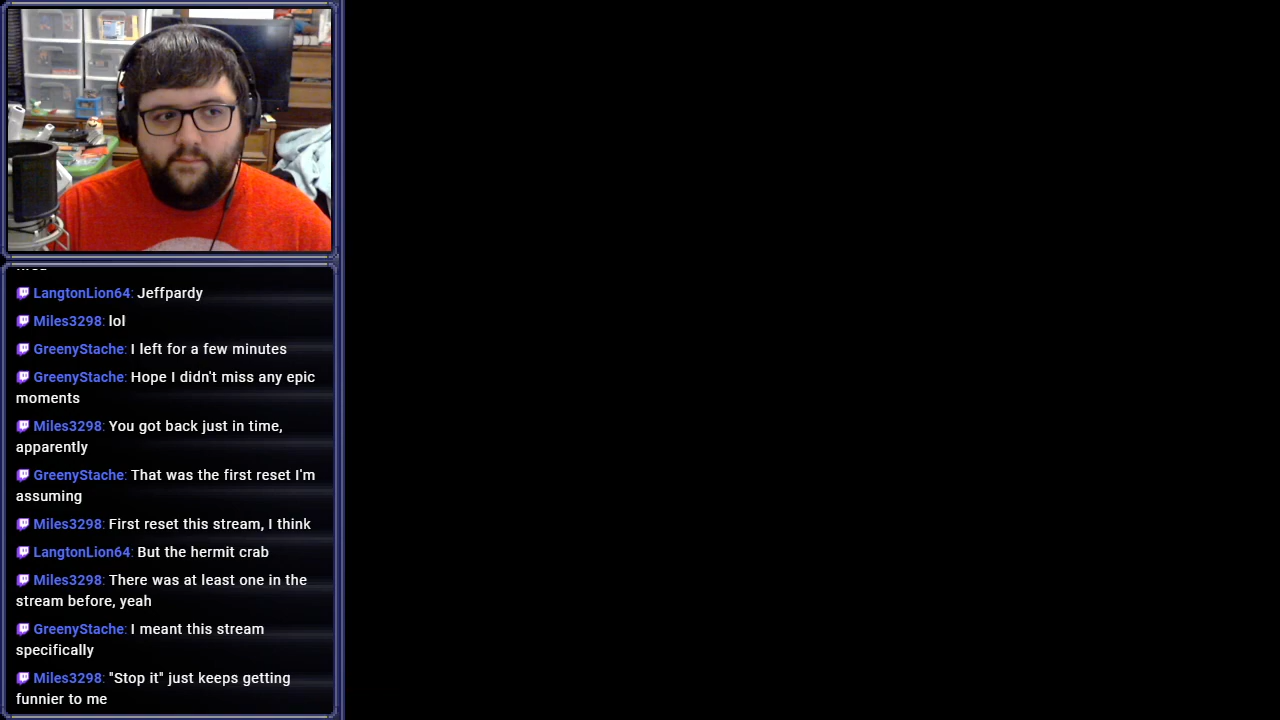 LangtonLion64: Jeffpardy
Miles3298: lol
GreenyStache: I left for a few minutes
GreenyStache: Hope I didn't miss any epic
moments
Miles3298: You got back just in time,
apparently
GreenyStache: That was the first reset I'm
assuming
Miles3298: First reset this stream, I think
LangtonLion64: But the hermit crab
Miles3298: There was at least one in the
stream before, yeah
GreenyStache: I meant this stream
specifically
Miles3298: "Stop it" just keeps getting
funnier to me